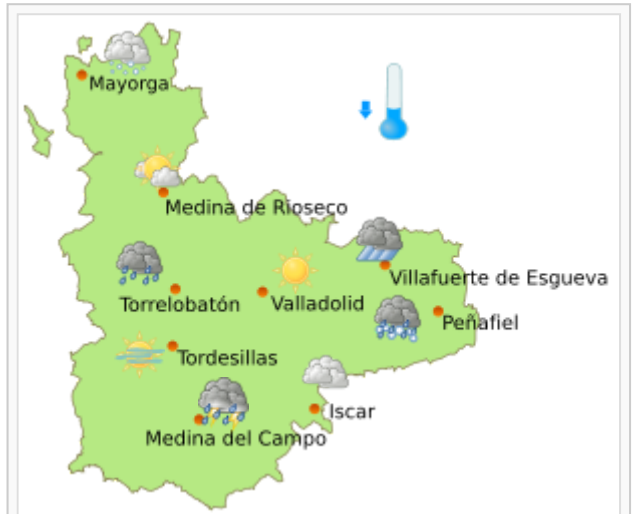 Mayorga
Medina de Rioseco
Villafuerte de Esgueva
Torrelobatón
Valladolid
Peñafiel
Tordesillas
Iscar
Medina del Campo